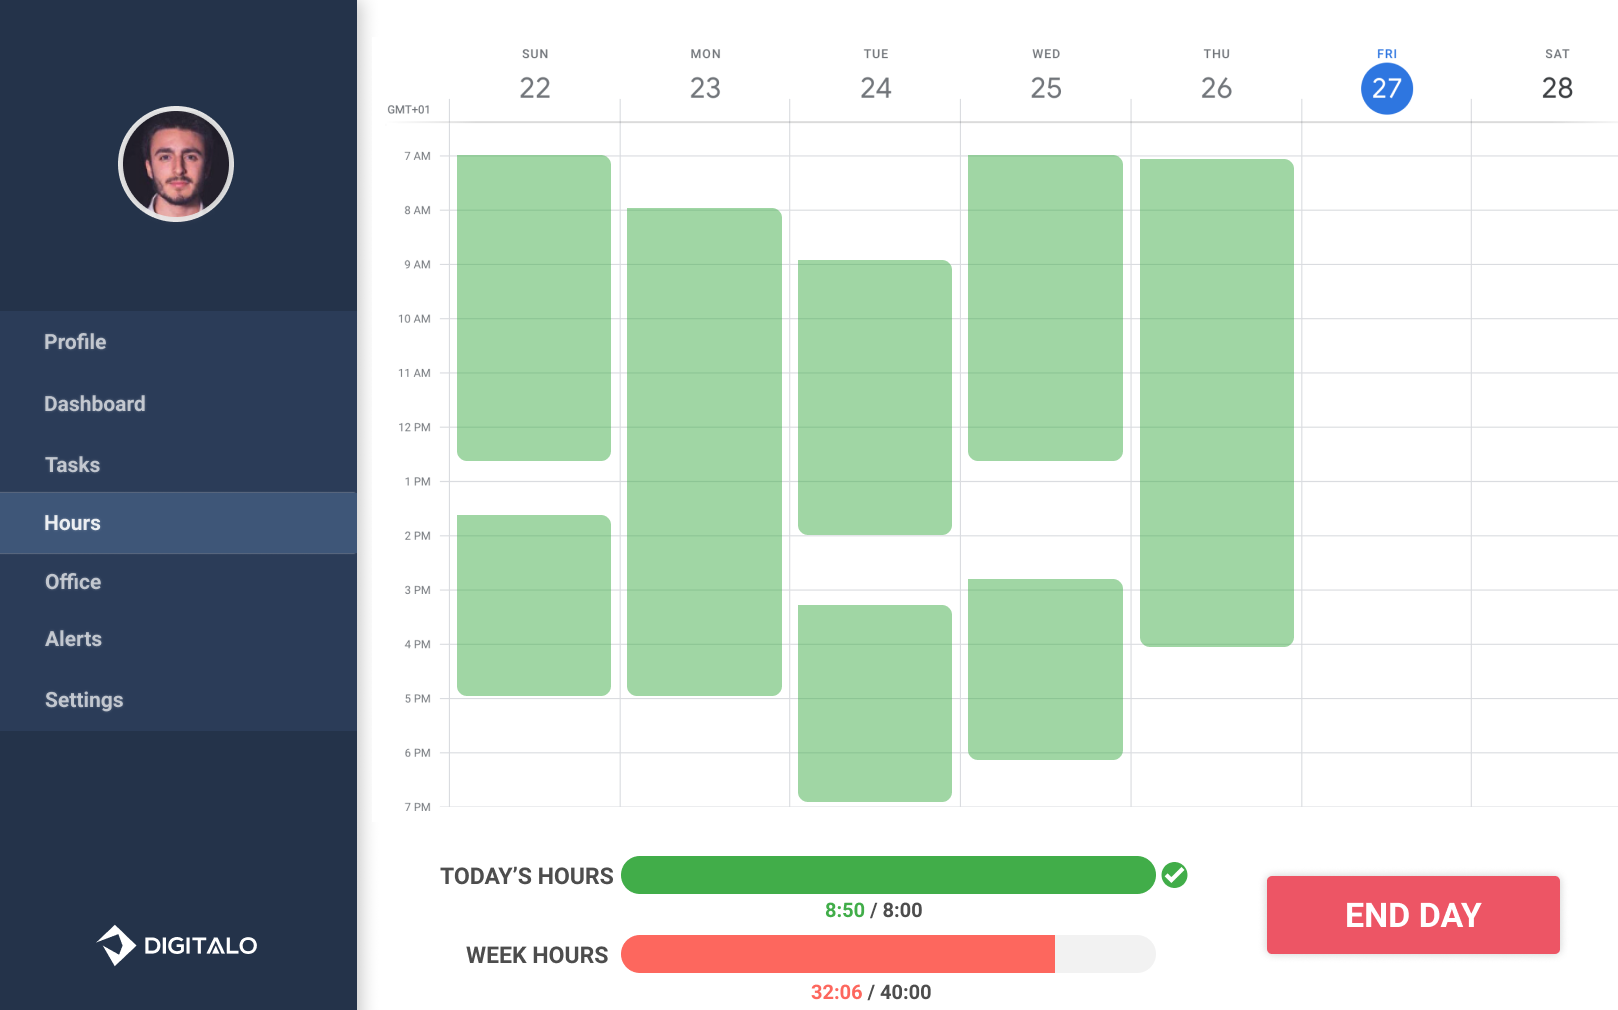 SUN MON TUE WED THU FRI SAT
22 23 24 25 26 27 28
GMT+01
7 AM
8 AM
9 AM
10 AM
11 AM
12 PM
1 PM
2 PM
3 PM
4 PM
5 PM
6 PM
7 PM
Profile
Dashboard
Tasks
Hours
Office
Alerts
Settings
DIGITALO
TODAY’S HOURS
8:50 / 8:00
WEEK HOURS
32:06 / 40:00
END DAY